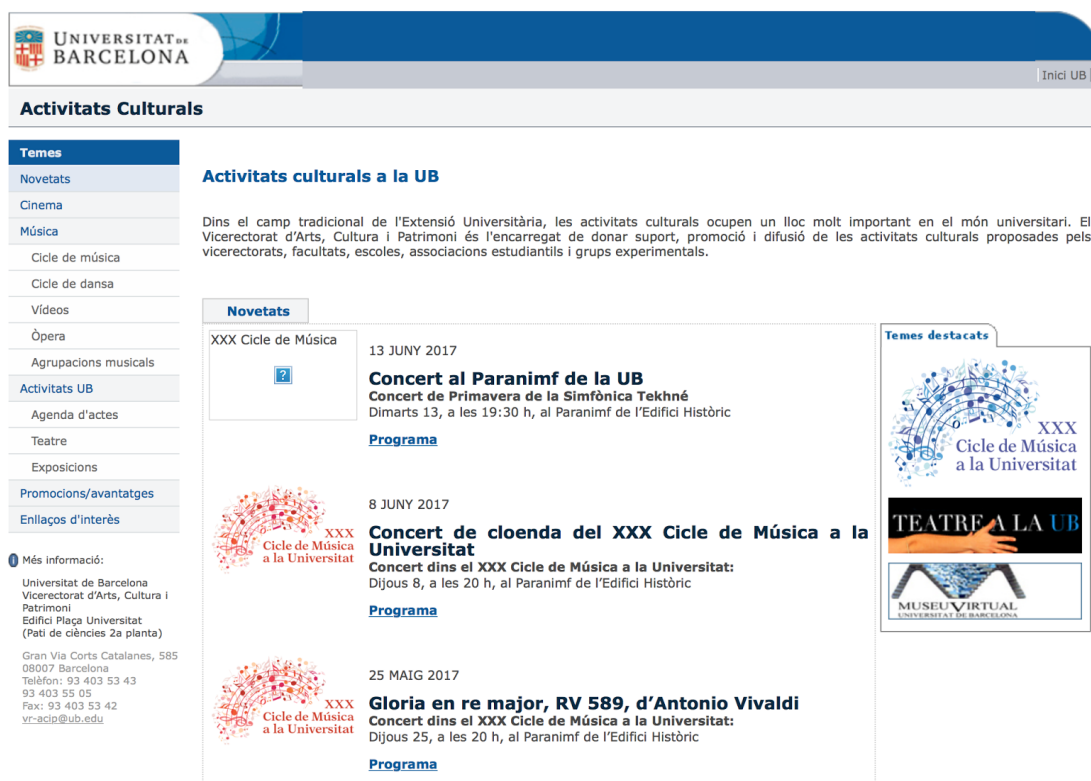 UNIVERSITAT DE
BARCELONA
Inici UB
Activitats Culturals
Temes
Novetats
Cinema
Música
Cicle de música
Cicle de dansa
Vídeos
Òpera
Agrupacions musicals
Activitats UB
Agenda d'actes
Teatre
Exposicions
Promocions/avantatges
Enllaços d'interès
Més informació:
Universitat de Barcelona
Vicerectorat d'Arts, Cultura i
Patrimoni
Edifici Plaça Universitat
(Pati de ciències 2a planta)
Gran Via Corts Catalanes, 585
08007 Barcelona
Telèfon: 93 403 53 43
93 403 55 05
Fax: 93 403 53 42
vr-acip@ub.edu
Activitats culturals a la UB
Dins el camp tradicional de l'Extensió Universitària, les activitats culturals ocupen un lloc molt important en el món universitari. El
Vicerectorat d'Arts, Cultura i Patrimoni és l'encarregat de donar suport, promoció i difusió de les activitats culturals proposades pels
vicerectorats, facultats, escoles, associacions estudiantils i grups experimentals.
Novetats
XXX Cicle de Música
?
13 JUNY 2017
Concert al Paranimf de la UB
Concert de Primavera de la Simfònica Tekhné
Dimarts 13, a les 19:30 h, al Paranimf de l'Edifici Històric
Programa
XXX
Cicle de Música
a la Universitat
8 JUNY 2017
Concert de cloenda del XXX Cicle de Música a la
Universitat
Concert dins el XXX Cicle de Música a la Universitat:
Dijous 8, a les 20 h, al Paranimf de l'Edifici Històric
Programa
XXX
Cicle de Música
a la Universitat
25 MAIG 2017
Gloria en re major, RV 589, d'Antonio Vivaldi
Concert dins el XXX Cicle de Música a la Universitat:
Dijous 25, a les 20 h, al Paranimf de l'Edifici Històric
Programa
Temes destacats
XXX
Cicle de Música
a la Universitat
TEATRE A LA UB
MUSEU VIRTUAL
UNIVERSITAT DE BARCELONA